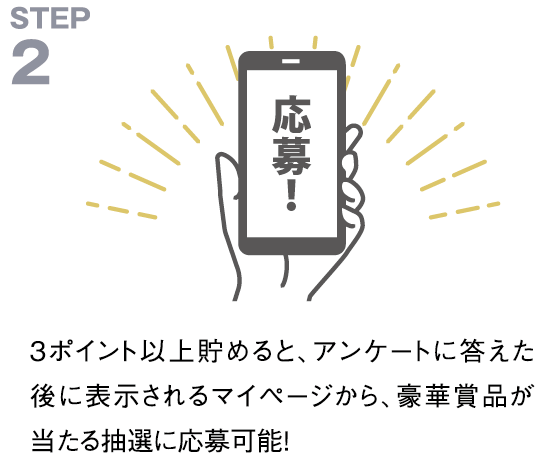 STEP
2
応募！
3ポイント以上貯めると、アンケートに答えた
後に表示されるマイページから、豪華賞品が
当たる抽選に応募可能!